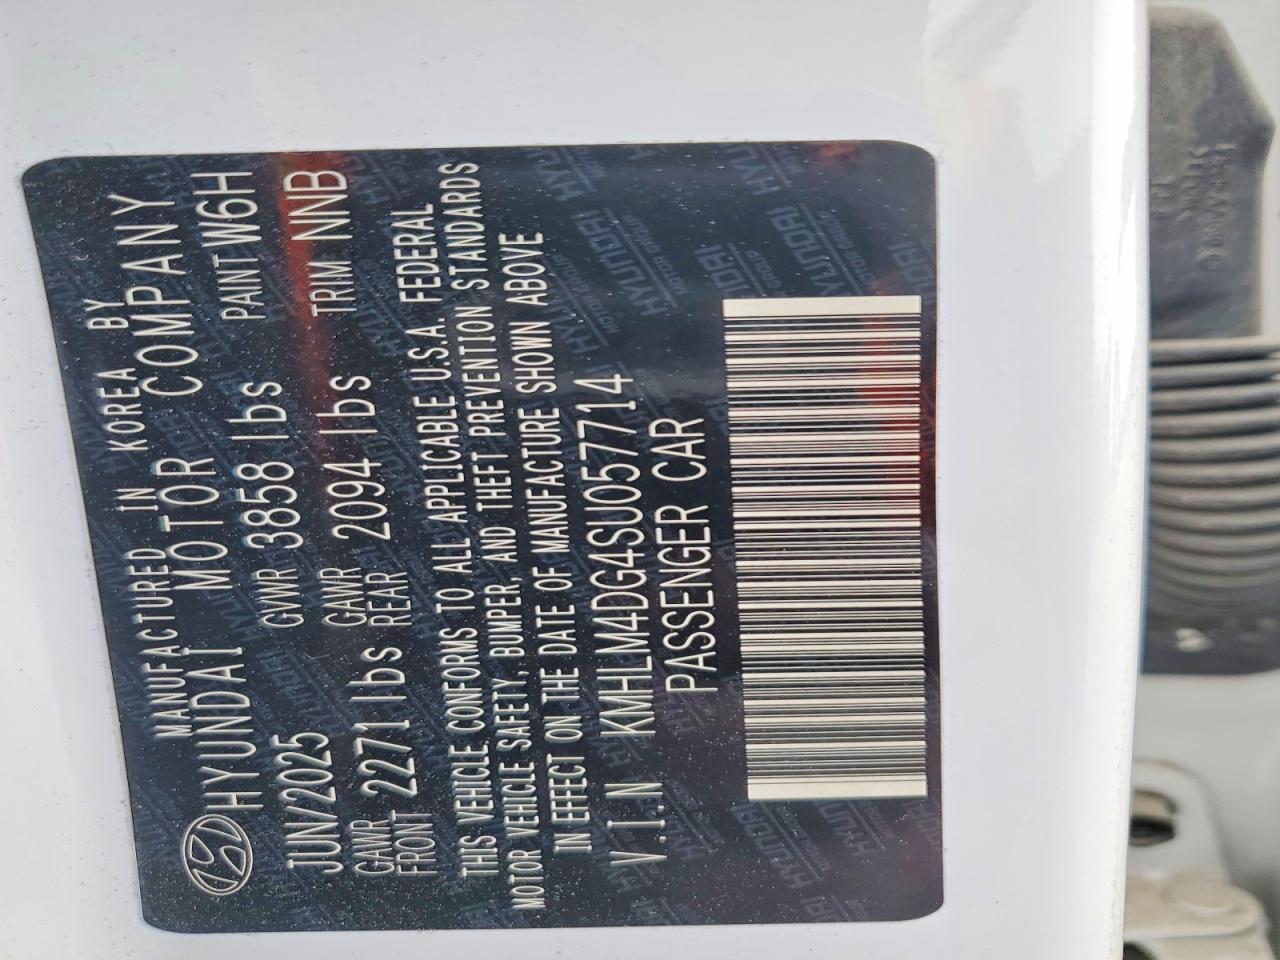 MANUFACTURED IN KOREA BY
HYUNDAI MOTOR COMPANY
JUN/2025 GVWR 3858 lbs PAINT W6H
GAWR FRONT 2271 lbs GAWR REAR 2094 lbs TRIM NNB
THIS VEHICLE CONFORMS TO ALL APPLICABLE U.S.A. FEDERAL
MOTOR VEHICLE SAFETY, BUMPER, AND THEFT PREVENTION STANDARDS
IN EFFECT ON THE DATE OF MANUFACTURE SHOWN ABOVE
V.I.N KMHLM4DG4SU057714
PASSENGER CAR